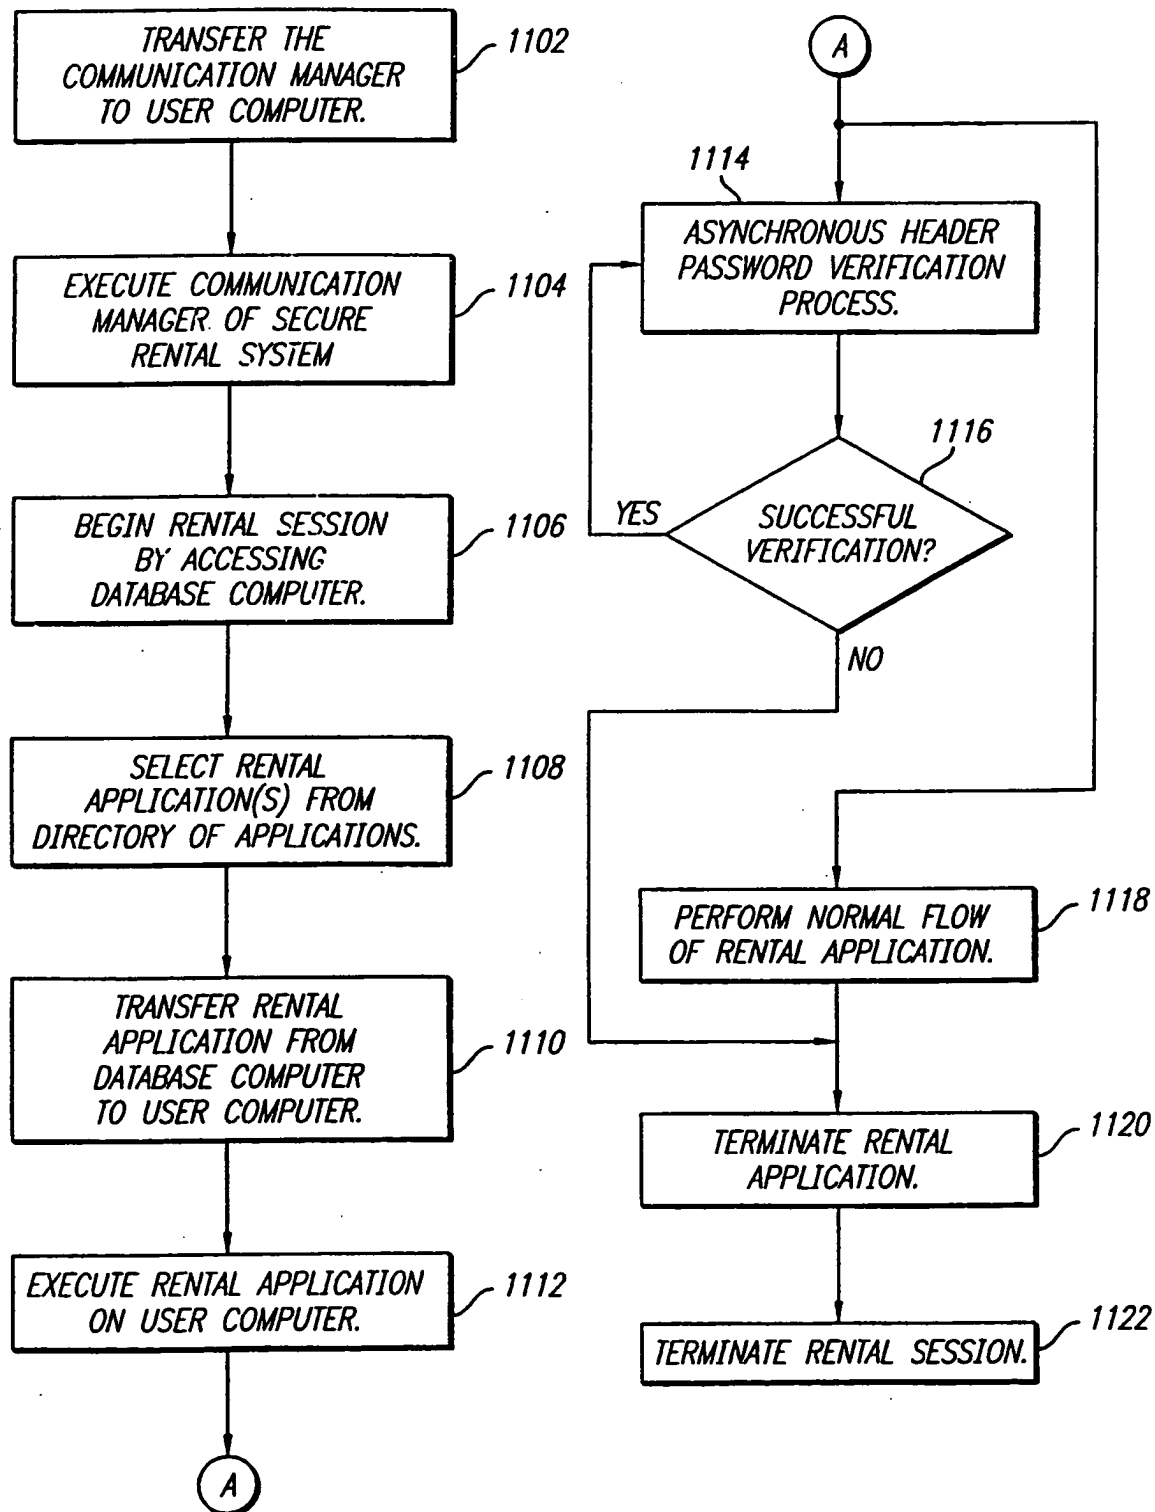 TRANSFER THE
COMMUNICATION MANAGER
TO USER COMPUTER.
1102
EXECUTE COMMUNICATION
MANAGER OF SECURE
RENTAL SYSTEM
1104
BEGIN RENTAL SESSION
BY ACCESSING
DATABASE COMPUTER.
1106
SELECT RENTAL
APPLICATION(S) FROM
DIRECTORY OF APPLICATIONS.
1108
TRANSFER RENTAL
APPLICATION FROM
DATABASE COMPUTER
TO USER COMPUTER.
1110
EXECUTE RENTAL APPLICATION
ON USER COMPUTER.
1112
A
A
1114
ASYNCHRONOUS HEADER
PASSWORD VERIFICATION
PROCESS.
1116
SUCCESSFUL
VERIFICATION?
YES
NO
PERFORM NORMAL FLOW
OF RENTAL APPLICATION.
1118
TERMINATE RENTAL
APPLICATION.
1120
TERMINATE RENTAL SESSION.
1122